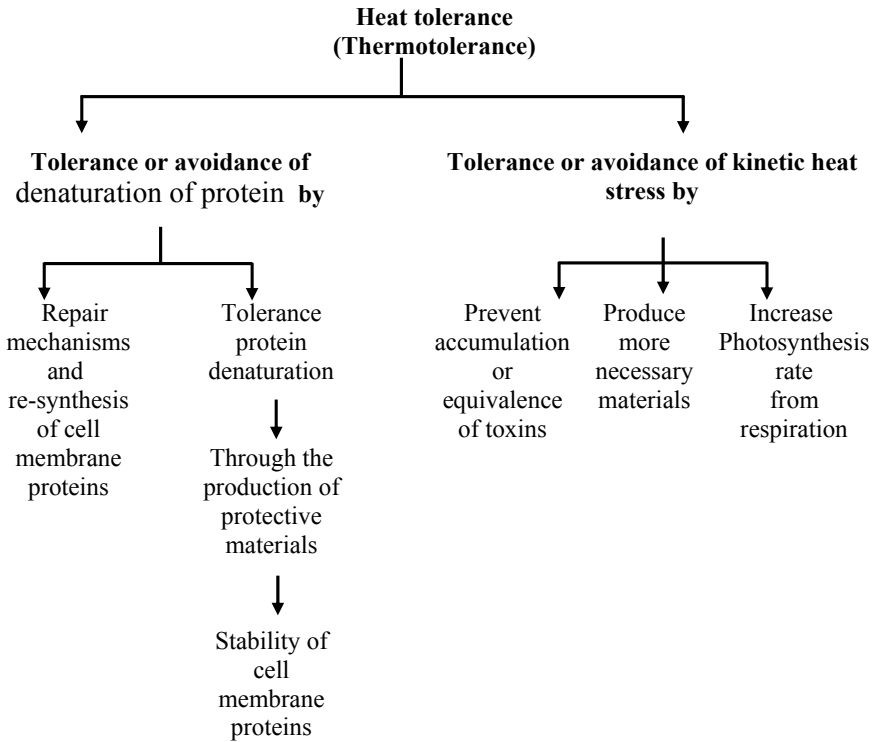 Heat tolerance
(Thermotolerance)
Tolerance or avoidance of
denaturation of protein by
Tolerance or avoidance of kinetic heat
stress by
Repair
mechanisms
and
re-synthesis
of cell
membrane
proteins
Tolerance
protein
denaturation
Through the
production of
protective
materials
Stability of
cell
membrane
proteins
Prevent
accumulation
or
equivalence
of toxins
Produce
more
necessary
materials
Increase
Photosynthesis
rate
from
respiration